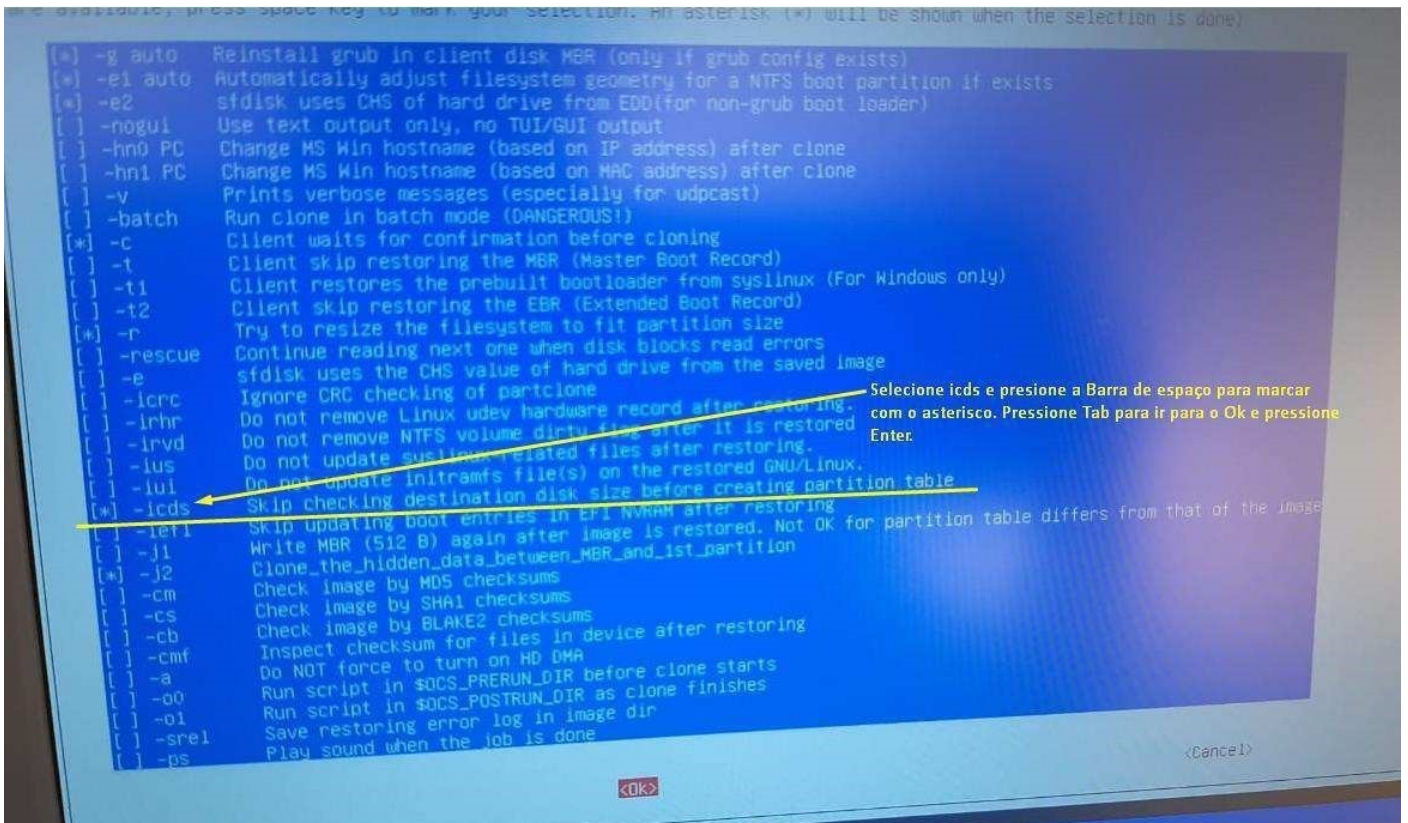 are available, press space key to mark your selection. An asterisk (*) will be shown when the selection is done)
[*] -g auto Reinstall grub in client disk MBR (only if grub config exists)
[*] -e1 auto Automatically adjust filesystem geometry for a NTFS boot partition if exists
[*] -e2 sfdisk uses CHS of hard drive from EDD(for non-grub boot loader)
[ ] -nogui Use text output only, no TUI/GUI output
[ ] -hn0 PC Change MS Win hostname (based on IP address) after clone
[ ] -hn1 PC Change MS Win hostname (based on MAC address) after clone
[ ] -v Prints verbose messages (especially for udpcast)
[ ] -batch Run clone in batch mode (DANGEROUS!)
[*] -c Client waits for confirmation before cloning
[ ] -t Client skip restoring the MBR (Master Boot Record)
[ ] -t1 Client restores the prebuilt bootloader from syslinux (For Windows only)
[ ] -t2 Client skip restoring the EBR (Extended Boot Record)
[*] -r Try to resize the filesystem to fit partition size
[ ] -rescue Continue reading next one when disk blocks read errors
[ ] -e sfdisk uses the CHS value of hard drive from the saved image
[ ] -icrc Ignore CRC checking of partclone
[ ] -irhr Do not remove Linux udev hardware record after restoring.
[ ] -irvd Do not remove NTFS volume dirty flag after it is restored
[ ] -ius Do not update syslinux-related files after restoring.
[ ] -iui Do not update initramfs file(s) on the restored GNU/Linux.
[*] -icds Skip checking destination disk size before creating partition table
[ ] -iefi Skip updating boot entries in EFI NVRAM after restoring
[ ] -j1 Write MBR (512 B) again after image is restored. Not OK for partition table differs from that of the image
[*] -j2 Clone_the_hidden_data_between_MBR_and_1st_partition
[ ] -cm Check image by MD5 checksums
[ ] -cs Check image by SHA1 checksums
[ ] -cb Check image by BLAKE2 checksums
[ ] -cmf Inspect checksum for files in device after restoring
[ ] -a Do NOT force to turn on HD DMA
[ ] -o0 Run script in $OCS_PRERUN_DIR before clone starts
[ ] -o1 Run script in $OCS_POSTRUN_DIR as clone finishes
[ ] -srel Save restoring error log in image dir
[ ] -ps Play sound when the job is done
Selecione icds e presione a Barra de espaço para marcar
com o asterisco. Pressione Tab para ir para o Ok e pressione
Enter.
<Ok>
<Cancel>